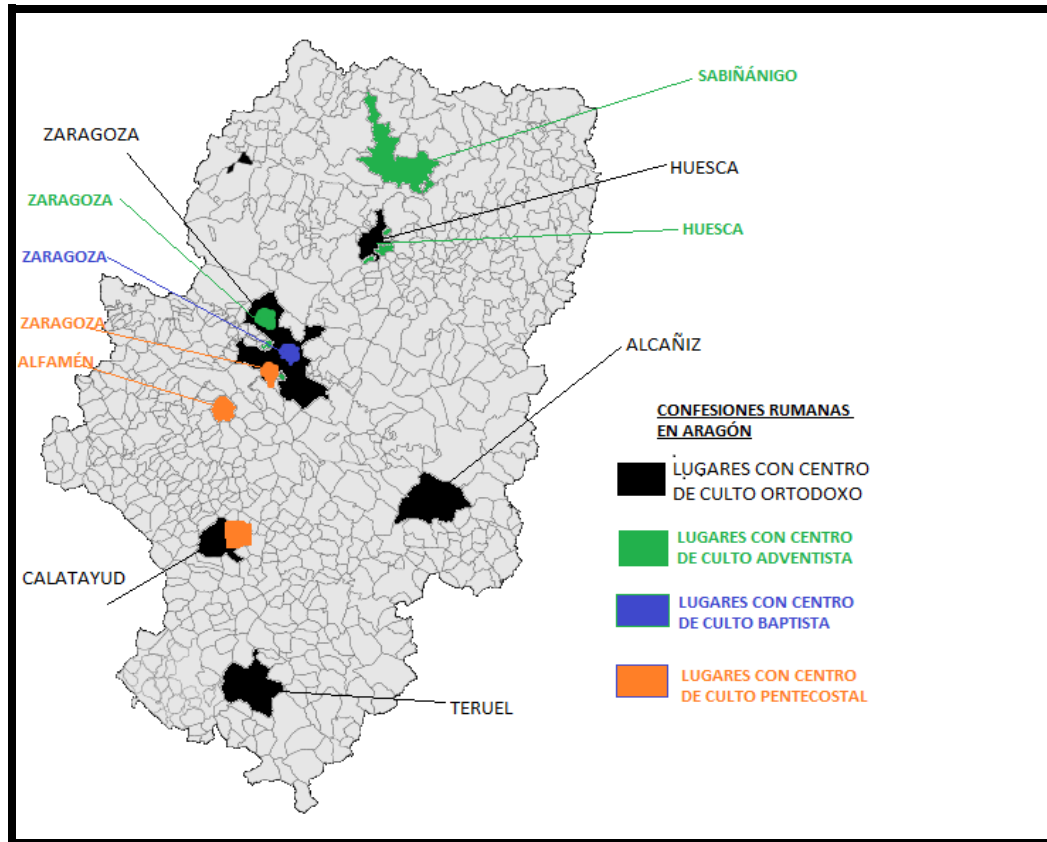 SABIÑÁNIGO
ZARAGOZA
HUESCA
ZARAGOZA
HUESCA
ZARAGOZA
ZARAGOZA
ALCAÑIZ
ALFAMÉN
CONFESIONES RUMANAS
EN ARAGÓN
.
LUGARES CON CENTRO
DE CULTO ORTODOXO
LUGARES CON CENTRO
DE CULTO ADVENTISTA
CALATAYUD
LUGARES CON CENTRO
DE CULTO BAPTISTA
LUGARES CON CENTRO
DE CULTO PENTECOSTAL
TERUEL